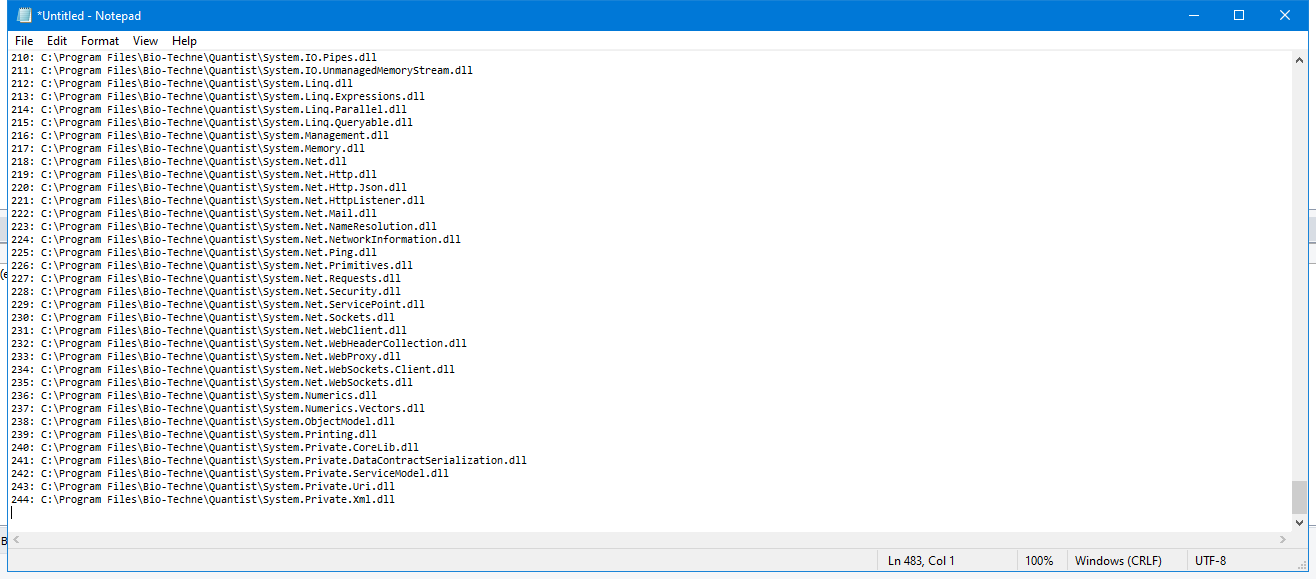 *Untitled - Notepad
File Edit Format View Help
210: C:\Program Files\Bio-Techne\Quantist\System.IO.Pipes.dll
211: C:\Program Files\Bio-Techne\Quantist\System.IO.UnmanagedMemoryStream.dll
212: C:\Program Files\Bio-Techne\Quantist\System.Linq.dll
213: C:\Program Files\Bio-Techne\Quantist\System.Linq.Expressions.dll
214: C:\Program Files\Bio-Techne\Quantist\System.Linq.Parallel.dll
215: C:\Program Files\Bio-Techne\Quantist\System.Linq.Queryable.dll
216: C:\Program Files\Bio-Techne\Quantist\System.Management.dll
217: C:\Program Files\Bio-Techne\Quantist\System.Memory.dll
218: C:\Program Files\Bio-Techne\Quantist\System.Net.dll
219: C:\Program Files\Bio-Techne\Quantist\System.Net.Http.dll
220: C:\Program Files\Bio-Techne\Quantist\System.Net.Http.Json.dll
221: C:\Program Files\Bio-Techne\Quantist\System.Net.HttpListener.dll
222: C:\Program Files\Bio-Techne\Quantist\System.Net.Mail.dll
223: C:\Program Files\Bio-Techne\Quantist\System.Net.NameResolution.dll
224: C:\Program Files\Bio-Techne\Quantist\System.Net.NetworkInformation.dll
225: C:\Program Files\Bio-Techne\Quantist\System.Net.Ping.dll
226: C:\Program Files\Bio-Techne\Quantist\System.Net.Primitives.dll
227: C:\Program Files\Bio-Techne\Quantist\System.Net.Requests.dll
228: C:\Program Files\Bio-Techne\Quantist\System.Net.Security.dll
229: C:\Program Files\Bio-Techne\Quantist\System.Net.ServicePoint.dll
230: C:\Program Files\Bio-Techne\Quantist\System.Net.Sockets.dll
231: C:\Program Files\Bio-Techne\Quantist\System.Net.WebClient.dll
232: C:\Program Files\Bio-Techne\Quantist\System.Net.WebHeaderCollection.dll
233: C:\Program Files\Bio-Techne\Quantist\System.Net.WebProxy.dll
234: C:\Program Files\Bio-Techne\Quantist\System.Net.WebSockets.Client.dll
235: C:\Program Files\Bio-Techne\Quantist\System.Net.WebSockets.dll
236: C:\Program Files\Bio-Techne\Quantist\System.Numerics.dll
237: C:\Program Files\Bio-Techne\Quantist\System.Numerics.Vectors.dll
238: C:\Program Files\Bio-Techne\Quantist\System.ObjectModel.dll
239: C:\Program Files\Bio-Techne\Quantist\System.Printing.dll
240: C:\Program Files\Bio-Techne\Quantist\System.Private.CoreLib.dll
241: C:\Program Files\Bio-Techne\Quantist\System.Private.DataContractSerialization.dll
242: C:\Program Files\Bio-Techne\Quantist\System.Private.ServiceModel.dll
243: C:\Program Files\Bio-Techne\Quantist\System.Private.Uri.dll
244: C:\Program Files\Bio-Techne\Quantist\System.Private.Xml.dll
Ln 483, Col 1 100% Windows (CRLF) UTF-8